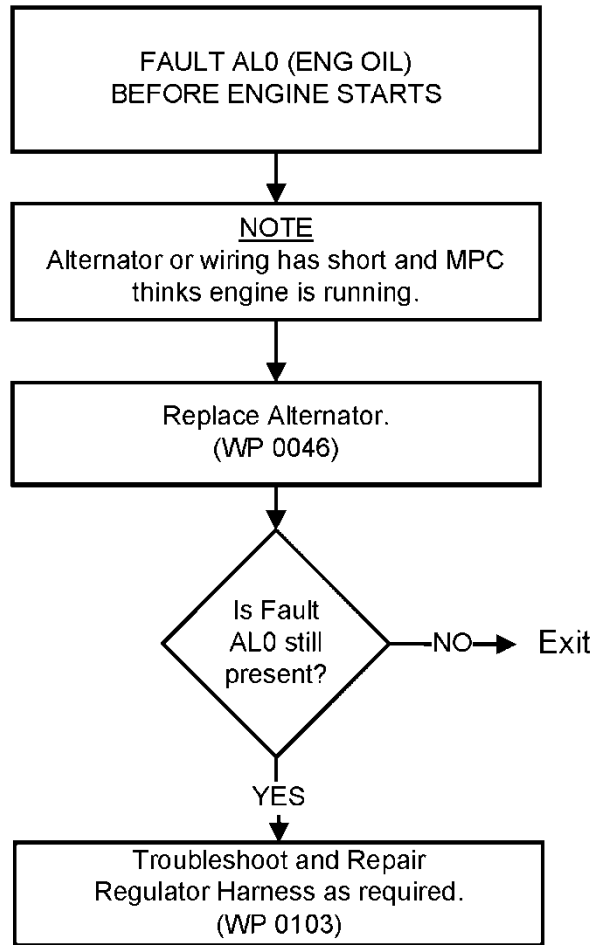 FAULT AL0 (ENG OIL)
BEFORE ENGINE STARTS
NOTE
Alternator or wiring has short and MPC
thinks engine is running.
Replace Alternator.
(WP 0046)
Is Fault
AL0 still
present?
NO
Exit
YES
Troubleshoot and Repair
Regulator Harness as required.
(WP 0103)